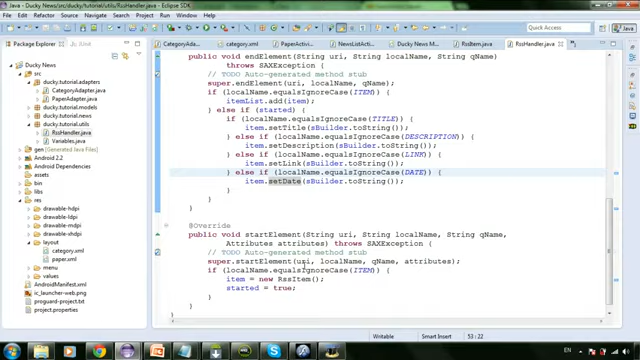 Java - Ducky News/src/ducky/tutorial/utils/RssHandler.java - Eclipse SDK
File Edit Source Refactor Navigate Search Project Run Window Help
Quick Access
Java
Package Explorer
CategoryAda...
category.xml
PaperActivi...
NewsListActi...
Ducky News M...
RssItem.java
RssHandler.java
Ducky News
src
ducky.tutorial.adapters
CategoryAdapter.java
PaperAdapter.java
ducky.tutorial.models
ducky.tutorial.news
ducky.tutorial.utils
RssHandler.java
Variables.java
gen [Generated Java Files]
Android 2.2
Android Dependencies
assets
bin
libs
res
drawable-hdpi
drawable-ldpi
drawable-mdpi
drawable-xhdpi
layout
category.xml
paper.xml
menu
values
AndroidManifest.xml
ic_launcher-web.png
proguard-project.txt
project.properties
public void endElement(String uri, String localName, String qName)
throws SAXException {
// TODO Auto-generated method stub
super.endElement(uri, localName, qName);
if (localName.equalsIgnoreCase(ITEM)) {
itemList.add(item);
} else if (started) {
if (localName.equalsIgnoreCase(TITLE)) {
item.setTitle(sBuilder.toString());
} else if (localName.equalsIgnoreCase(DESCRIPTION)) {
item.setDescription(sBuilder.toString());
} else if (localName.equalsIgnoreCase(LINK)) {
item.setLink(sBuilder.toString());
} else if (localName.equalsIgnoreCase(DATE)) {
item.setDate(sBuilder.toString());
}
}
}
@Override
public void startElement(String uri, String localName, String qName,
Attributes attributes) throws SAXException {
// TODO Auto-generated method stub
super.startElement(uri, localName, qName, attributes);
if (localName.equalsIgnoreCase(ITEM)) {
item = new RssItem();
started = true;
}
}
}
Writable
Smart Insert
53 : 22
EN